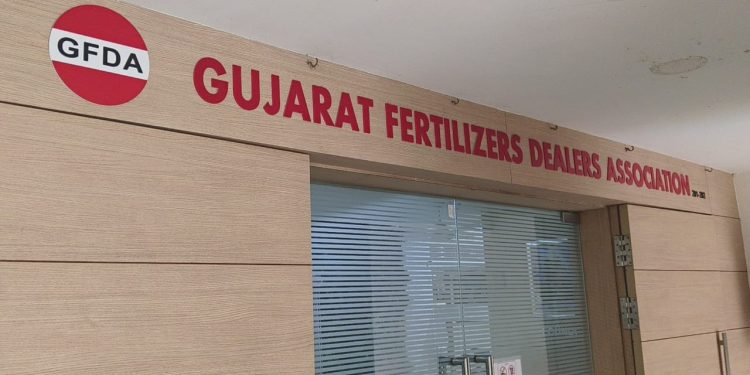 GFDA
GUJARAT FERTILIZERS DEALERS ASSOCIATION